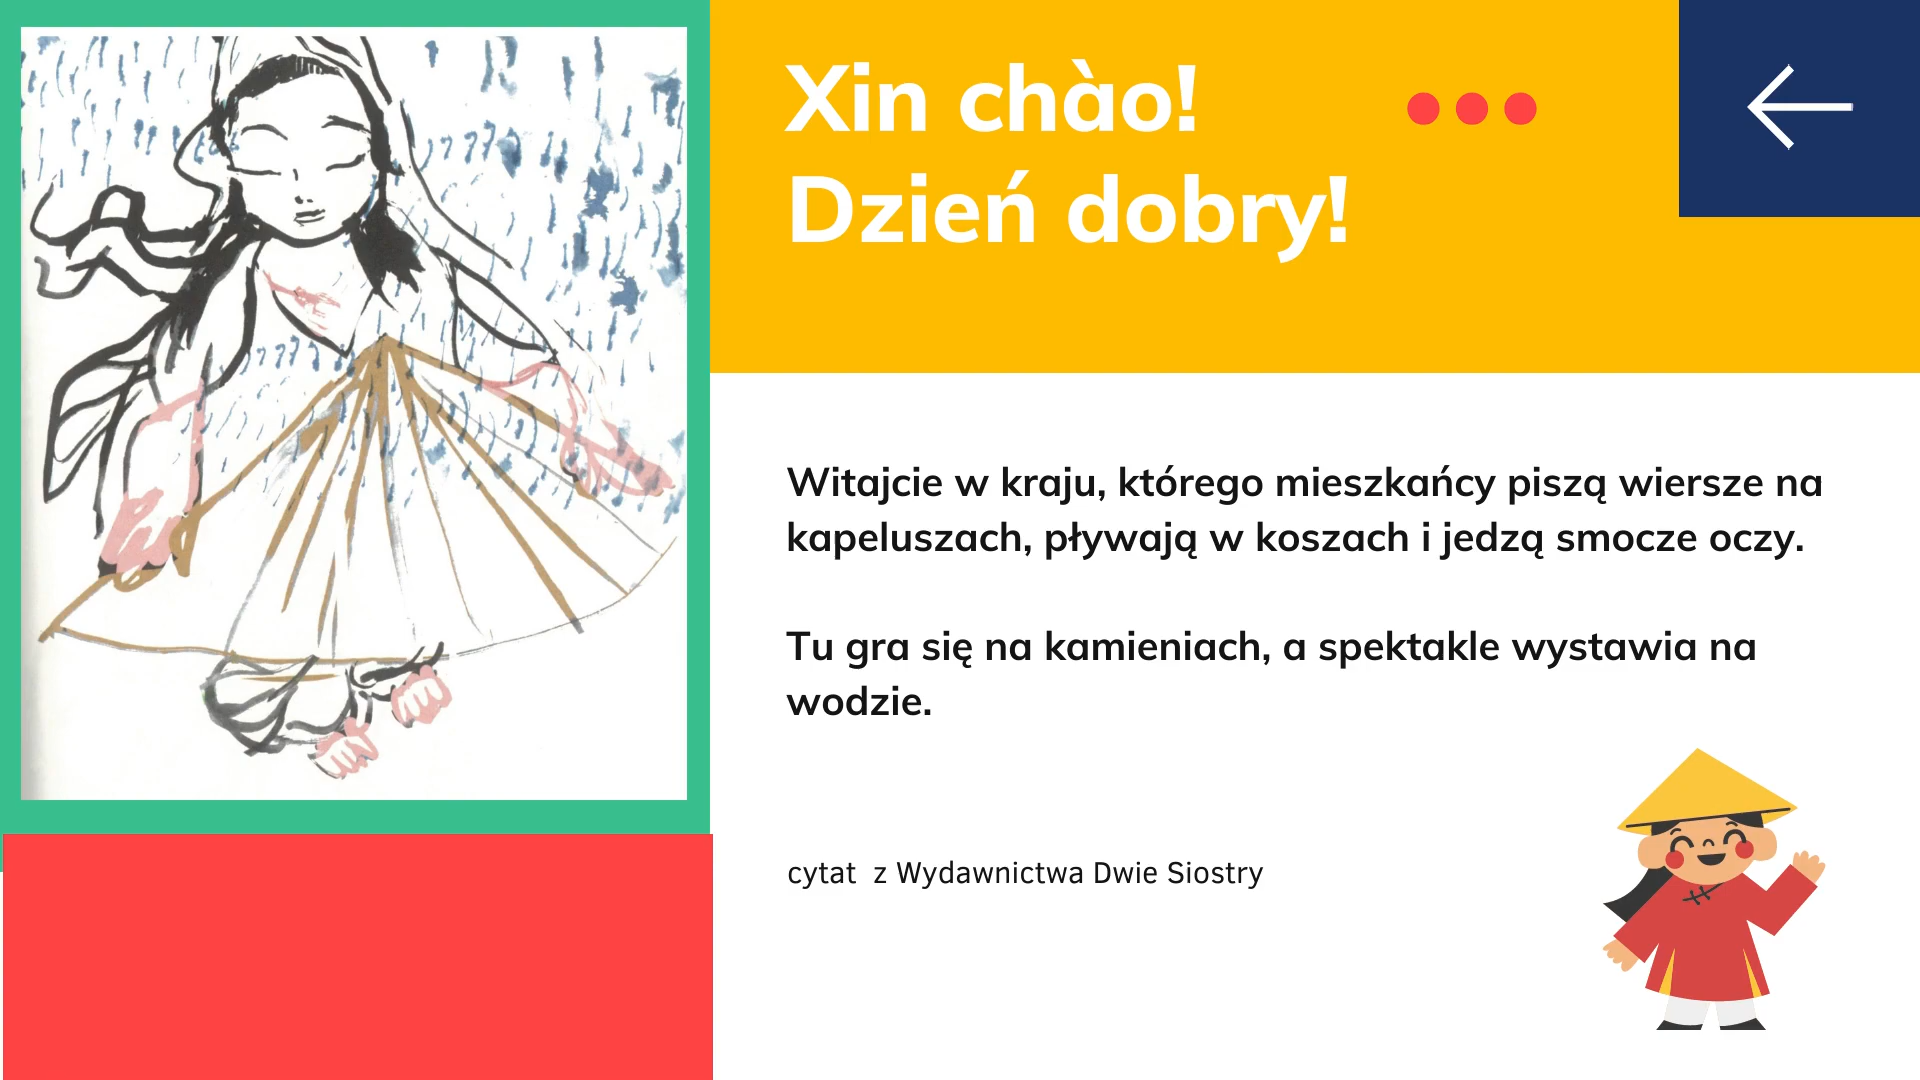 Xin chào!
Dzień dobry!
Witajcie w kraju, którego mieszkańcy piszą wiersze na
kapeluszach, pływają w koszach i jedzą smocze oczy.
Tu gra się na kamieniach, a spektakle wystawia na
wodzie.
cytat  z Wydawnictwa Dwie Siostry